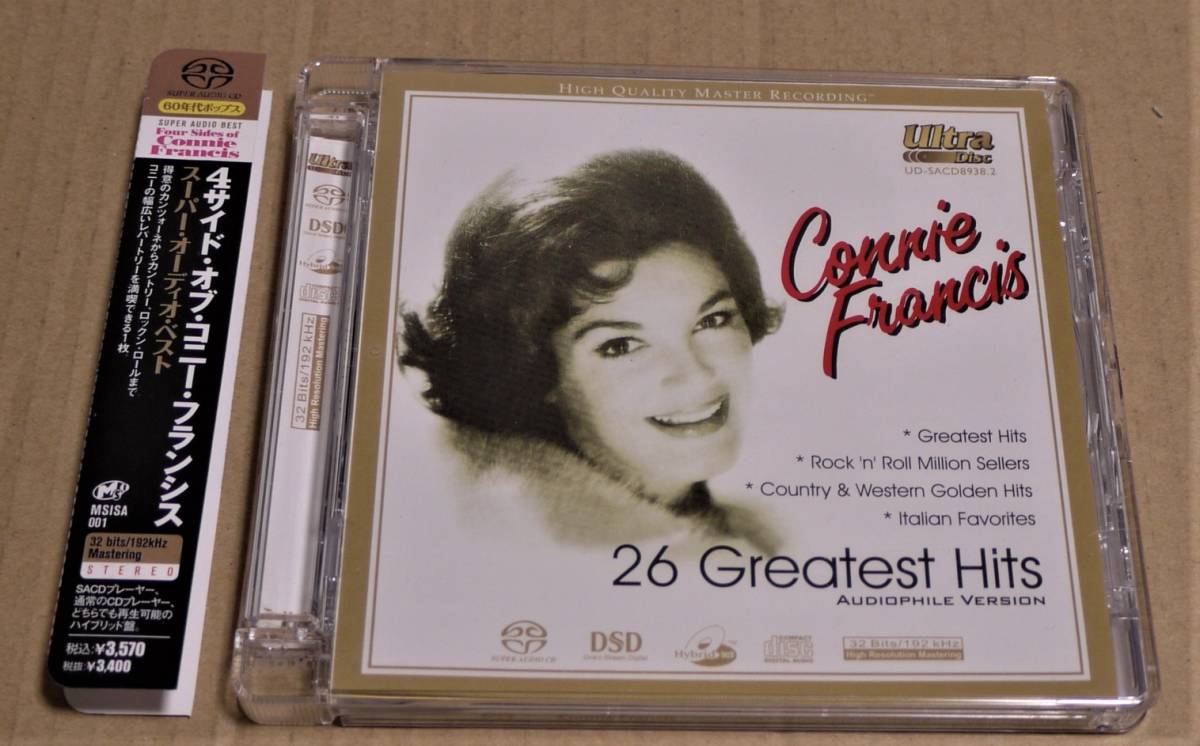 SUPER AUDIO CD
60年代ポップス
SUPER AUDIO BEST
Four Sides of
Connie
Francis
4サイド・オブ・コニー・フランシス
スーパー・オーディオ・ベスト
得意のカンツォーネからカントリー、ロックン・ロールまで
コニーの幅広いレパートリーを満喫できる1枚。
MSISA
001
32 bits/192kHz
Mastering
STEREO
SACDプレーヤー、
通常のCDプレーヤー、
どちらでも再生可能の
ハイブリッド盤。
税込:¥3,570
税抜:¥3,400
Ultra
DSD
Hybrid
disc
32 Bits/192 kHz
High Resolution Mastering
HIGH QUALITY MASTER RECORDING™
Ultra
Disc
UD-SACD8938.2
Connie
Francis
* Greatest Hits
* Rock 'n' Roll Million Sellers
* Country & Western Golden Hits
* Italian Favorites
26 Greatest Hits
AUDIOPHILE VERSION
SUPER AUDIO CD
DSD
Direct Stream Digital
Hybrid
COMPACT
disc
DIGITAL AUDIO
32 Bits/192 kHz
High Resolution Mastering